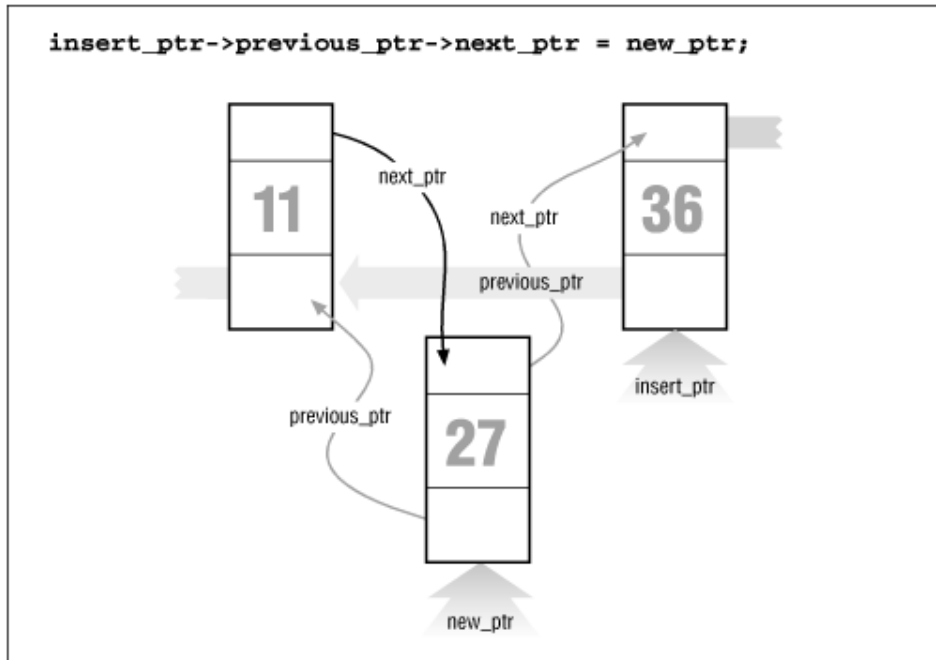 insert_ptr->previous_ptr->next_ptr = new_ptr;
next_ptr
11
next_ptr
36
previous_ptr
insert_ptr
previous_ptr
27
new_ptr